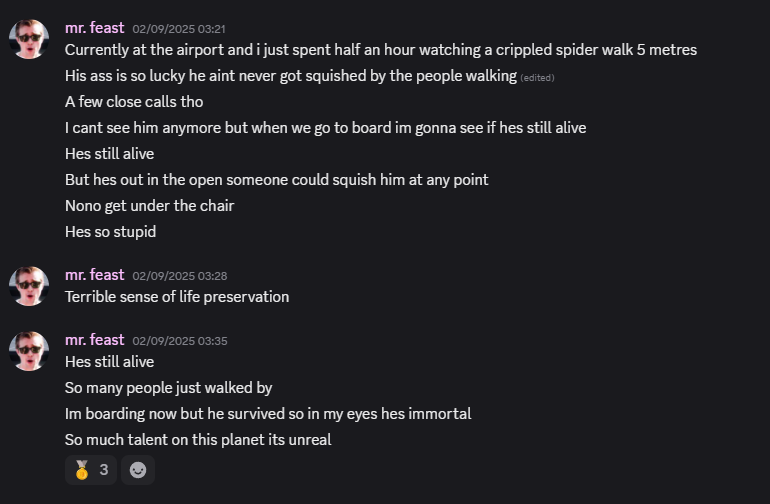 mr. feast 02/09/2025 03:21
Currently at the airport and i just spent half an hour watching a crippled spider walk 5 metres
His ass is so lucky he aint never got squished by the people walking (edited)
A few close calls tho
I cant see him anymore but when we go to board im gonna see if hes still alive
Hes still alive
But hes out in the open someone could squish him at any point
Nono get under the chair
Hes so stupid
mr. feast 02/09/2025 03:28
Terrible sense of life preservation
mr. feast 02/09/2025 03:35
Hes still alive
So many people just walked by
Im boarding now but he survived so in my eyes hes immortal
So much talent on this planet its unreal
3